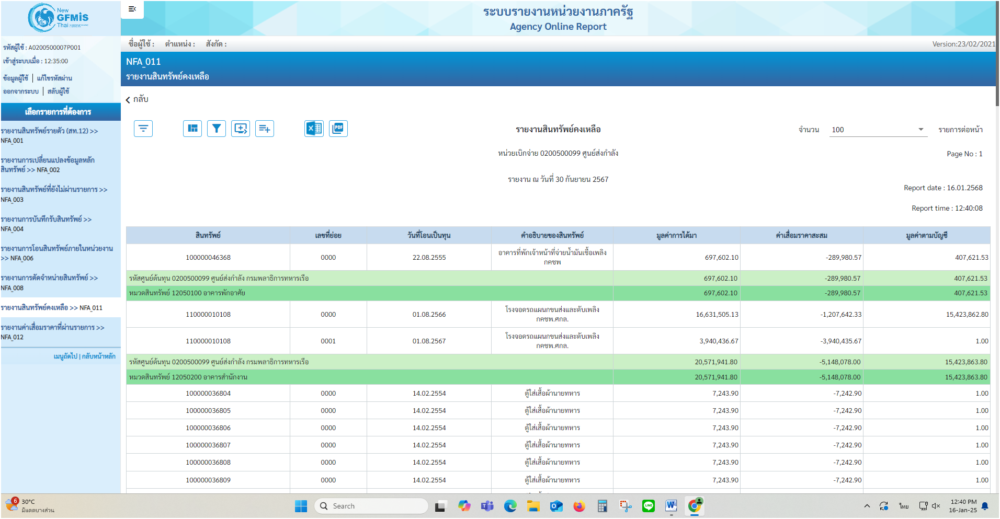 New
GFMIS
Thai
รหัสผู้ใช้ : A0200500007P001
เข้าสู่ระบบเมื่อ : 12:35:00
ข้อมูลผู้ใช้ | แก้ไขรหัสผ่าน
ออกจากระบบ | สลับผู้ใช้
เลือกรายการที่ต้องการ
รายงานสินทรัพย์รายตัว (สท.12) >>
NFA_001
รายงานการเปลี่ยนแปลงข้อมูลหลัก
สินทรัพย์ >> NFA_002
รายงานสินทรัพย์ที่ยังไม่ผ่านรายการ >>
NFA_003
รายงานการบันทึกรับสินทรัพย์ >>
NFA_004
รายงานการโอนสินทรัพย์ภายในหน่วยงาน
>> NFA_006
รายงานการตัดจำหน่ายสินทรัพย์ >>
NFA_008
รายงานสินทรัพย์คงเหลือ >> NFA_011
รายงานค่าเสื่อมราคาที่ผ่านรายการ >>
NFA_012
เมนูถัดไป | กลับหน้าหลัก
ระบบรายงานหน่วยงานภาครัฐ
Agency Online Report
ชื่อผู้ใช้ : ตำแหน่ง : สังกัด :
Version:23/02/2021
NFA_011
รายงานสินทรัพย์คงเหลือ
กลับ
รายงานสินทรัพย์คงเหลือ
จำนวน 100 รายการต่อหน้า
หน่วยเบิกจ่าย 0200500099 ศูนย์ส่งกำลัง
Page No : 1
รายงาน ณ วันที่ 30 กันยายน 2567
Report date : 16.01.2568
Report time : 12:40:08
สินทรัพย์ เลขที่ย่อย วันที่โอนเป็นทุน คำอธิบายของสินทรัพย์ มูลค่าการได้มา ค่าเสื่อมราคาสะสม มูลค่าตามบัญชี
100000046368 0000 22.08.2555 อาคารที่พักเจ้าหน้าที่จ่ายน้ำมันเชื้อเพลิง 697,602.10 -289,980.57 407,621.53
กคชพ
รหัสศูนย์ต้นทุน 0200500099 ศูนย์ส่งกำลัง กรมพลาธิการทหารเรือ 697,602.10 -289,980.57 407,621.53
หมวดสินทรัพย์ 12050100 อาคารพักอาศัย 697,602.10 -289,980.57 407,621.53
110000010108 0000 01.08.2566 โรงจอดรถแผนกขนส่งและดับเพลิง 16,631,505.13 -1,207,642.33 15,423,862.80
กคชพ.ศกล.
110000010108 0001 01.08.2567 โรงจอดรถแผนกขนส่งและดับเพลิง 3,940,436.67 -3,940,435.67 1.00
กคชพ.ศกล.
รหัสศูนย์ต้นทุน 0200500099 ศูนย์ส่งกำลัง กรมพลาธิการทหารเรือ 20,571,941.80 -5,148,078.00 15,423,863.80
หมวดสินทรัพย์ 12050200 อาคารสำนักงาน 20,571,941.80 -5,148,078.00 15,423,863.80
100000036804 0000 14.02.2554 ตู้ใส่เสื้อผ้านายทหาร 7,243.90 -7,242.90 1.00
100000036805 0000 14.02.2554 ตู้ใส่เสื้อผ้านายทหาร 7,243.90 -7,242.90 1.00
100000036806 0000 14.02.2554 ตู้ใส่เสื้อผ้านายทหาร 7,243.90 -7,242.90 1.00
100000036807 0000 14.02.2554 ตู้ใส่เสื้อผ้านายทหาร 7,243.90 -7,242.90 1.00
100000036808 0000 14.02.2554 ตู้ใส่เสื้อผ้านายทหาร 7,243.90 -7,242.90 1.00
100000036809 0000 14.02.2554 ตู้ใส่เสื้อผ้านายทหาร 7,243.90 -7,242.90 1.00
6
30°C
มีแดดบางส่วน
Search
ไทย
12:40 PM
16-Jan-25